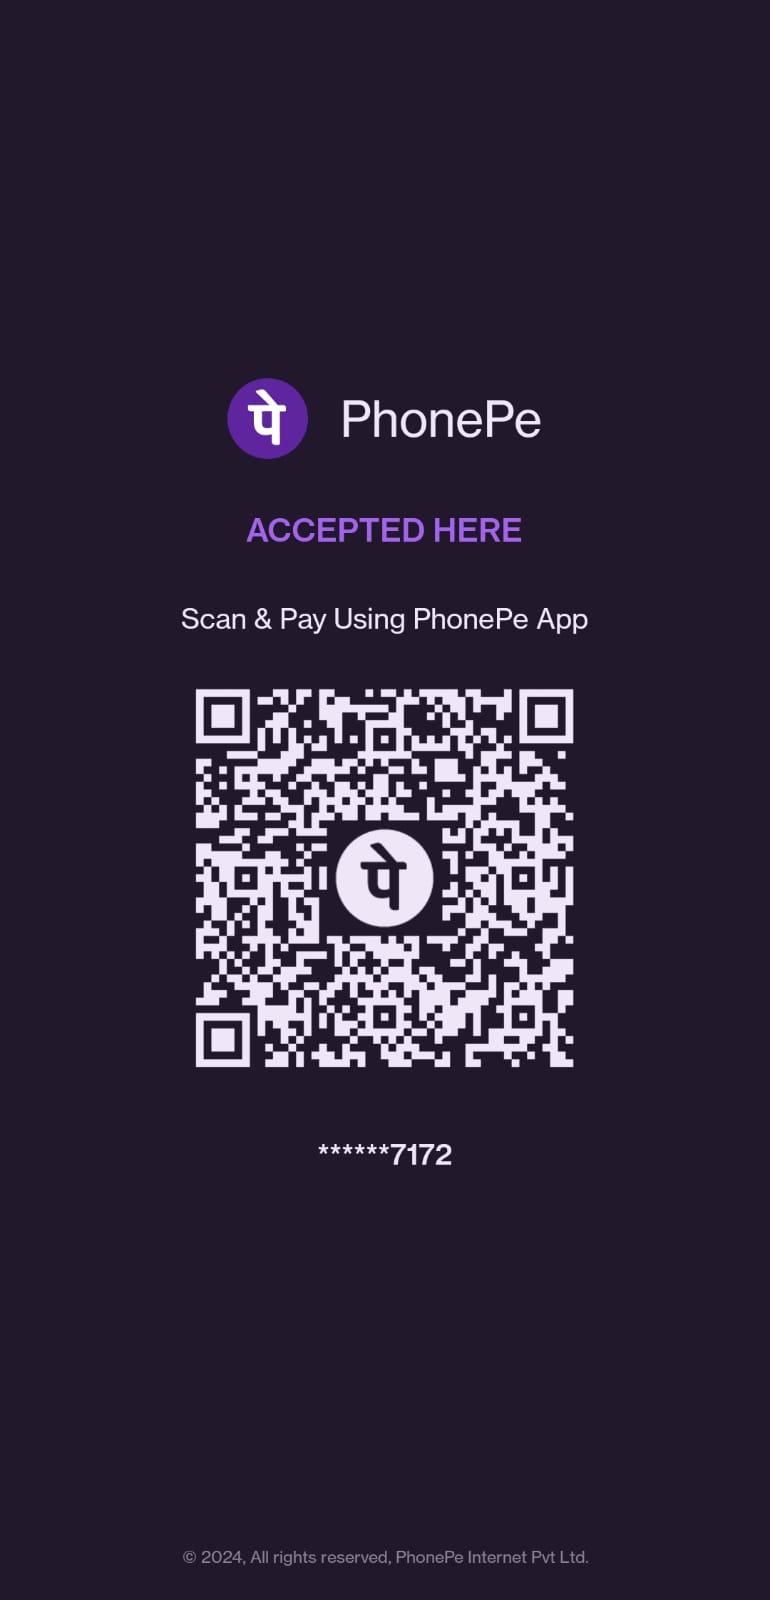 पे PhonePe
ACCEPTED HERE
Scan & Pay Using PhonePe App
पे
******7172
© 2024, All rights reserved, PhonePe Internet Pvt Ltd.